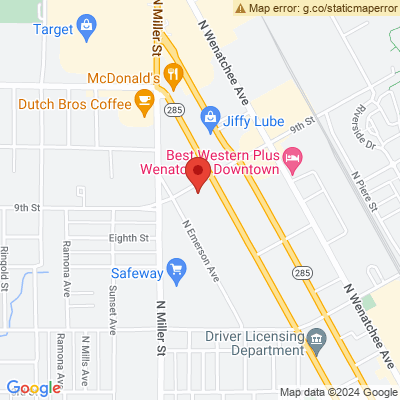 Map error: g.co/staticmaperror
Target
N Miller St
N Wenatchee Ave
McDonald's
Dutch Bros Coffee
285
Jiffy Lube
9th St
Riverside Dr
Best Western Plus
Wenatchee Downtown
N Piere St
9th St
Eighth St
N Emerson Ave
Ringold St
Ramona Ave
Safeway
285
Sunset Ave
N Miller St
N Wenatchee Ave
Driver Licensing
Department
Ramona Ave
N Mills Ave
Google
Map data ©2024 Google